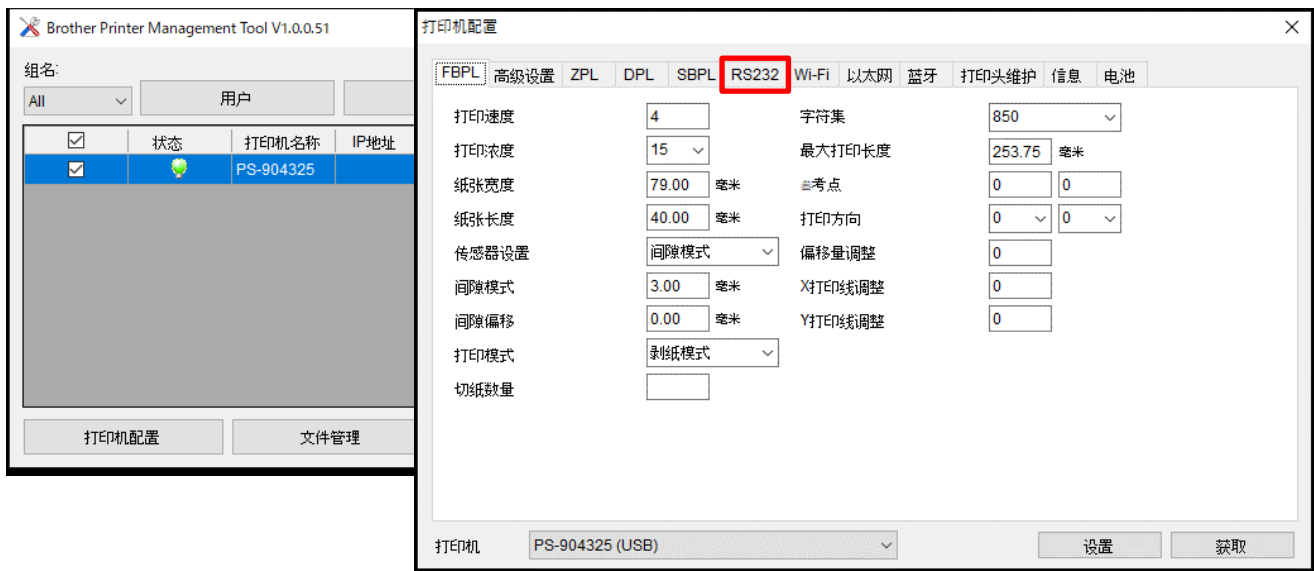 Brother Printer Management Tool V1.0.0.51
组名:
All
用户
状态 打印机名称 IP地址
PS-904325
打印机配置 文件管理
打印机配置
FBPL 高级设置 ZPL DPL SBPL RS232 Wi-Fi 以太网 蓝牙 打印头维护 信息 电池
打印速度 4 字符集 850
打印浓度 15 最大打印长度 253.75 毫米
纸张宽度 79.00 毫米 参考点 0 0
纸张长度 40.00 毫米 打印方向 0 0
传感器设置 间隙模式 偏移量调整 0
间隙模式 3.00 毫米 X打印线调整 0
间隙偏移 0.00 毫米 Y打印线调整 0
打印模式 剥纸模式
切纸数量
打印机 PS-904325 (USB) 设置 获取